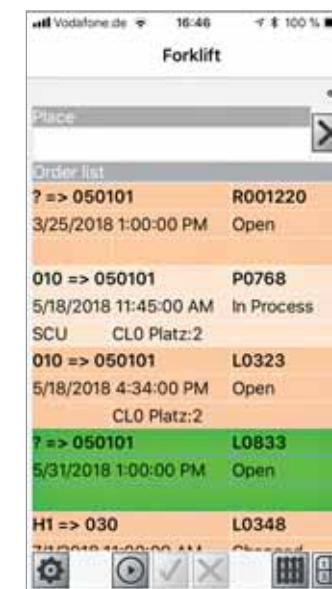 Vodafone.de 16:46 100 %
Forklift
Place
Order list
? => 050101 R001220
3/25/2018 1:00:00 PM Open
010 => 050101 P0768
5/18/2018 11:45:00 AM In Process
SCU CL0 Platz:2
010 => 050101 L0323
5/18/2018 4:34:00 PM Open
CL0 Platz:2
? => 050101 L0833
5/31/2018 1:00:00 PM Open
H1 => 030 L0348